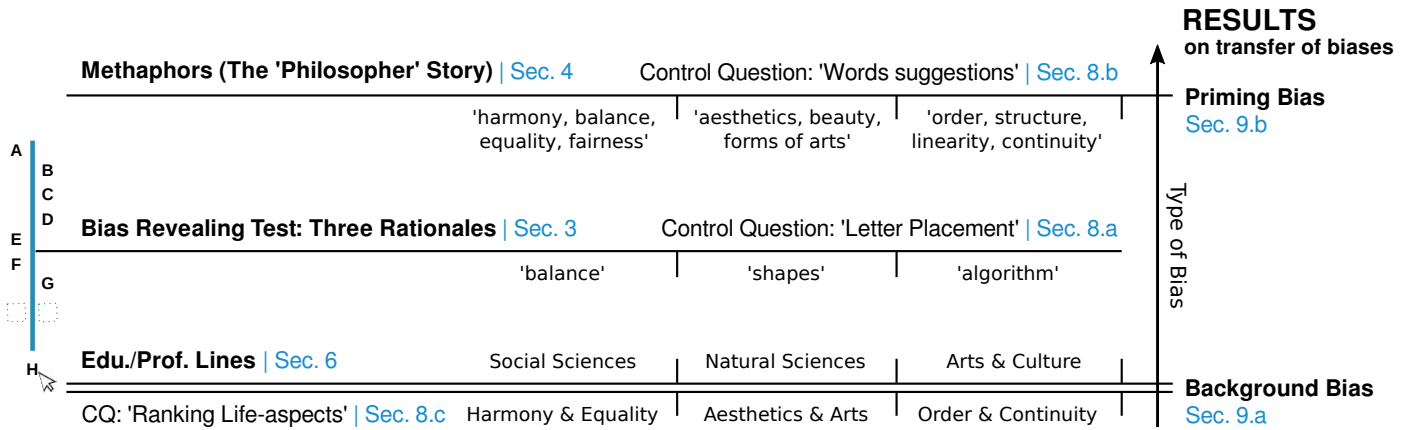 RESULTS
on transfer of biases
Methaphors (The 'Philosopher' Story) | Sec. 4
Control Question: 'Words suggestions' | Sec. 8.b
Priming Bias
Sec. 9.b
'harmony, balance,
equality, fairness'
'aesthetics, beauty,
forms of arts'
'order, structure,
linearity, continuity'
A
B
C
D
E
F
G
H
Bias Revealing Test: Three Rationales | Sec. 3
Control Question: 'Letter Placement' | Sec. 8.a
'balance'
'shapes'
'algorithm'
Type of Bias
Edu./Prof. Lines | Sec. 6
Social Sciences
Natural Sciences
Arts & Culture
Background Bias
Sec. 9.a
CQ: 'Ranking Life-aspects' | Sec. 8.c
Harmony & Equality
Aesthetics & Arts
Order & Continuity